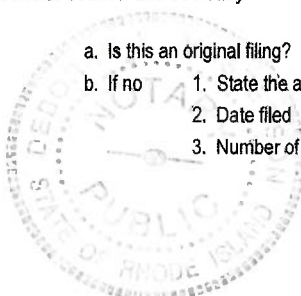 a. Is this an original filing?
b. If no 1. State the a
2. Date filed
3. Number of
NOTARY
PUBLIC
STATE OF RHODE ISLAND